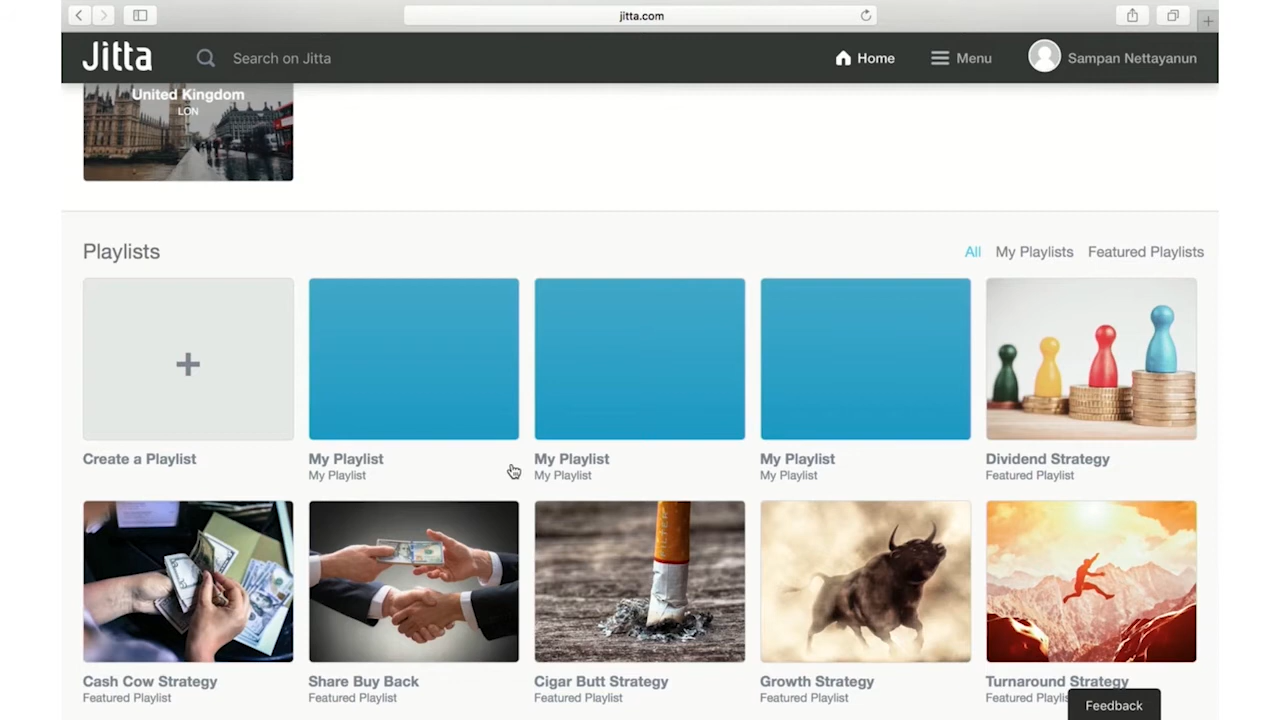 jitta.com
Jitta
Search on Jitta
Home
Menu
Sampan Nettayanun
United Kingdom
LON
Playlists
All
My Playlists
Featured Playlists
Create a Playlist
My Playlist
My Playlist
My Playlist
My Playlist
My Playlist
My Playlist
Dividend Strategy
Featured Playlist
Cash Cow Strategy
Featured Playlist
Share Buy Back
Featured Playlist
Cigar Butt Strategy
Featured Playlist
Growth Strategy
Featured Playlist
Turnaround Strategy
Featured Playlis
Feedback